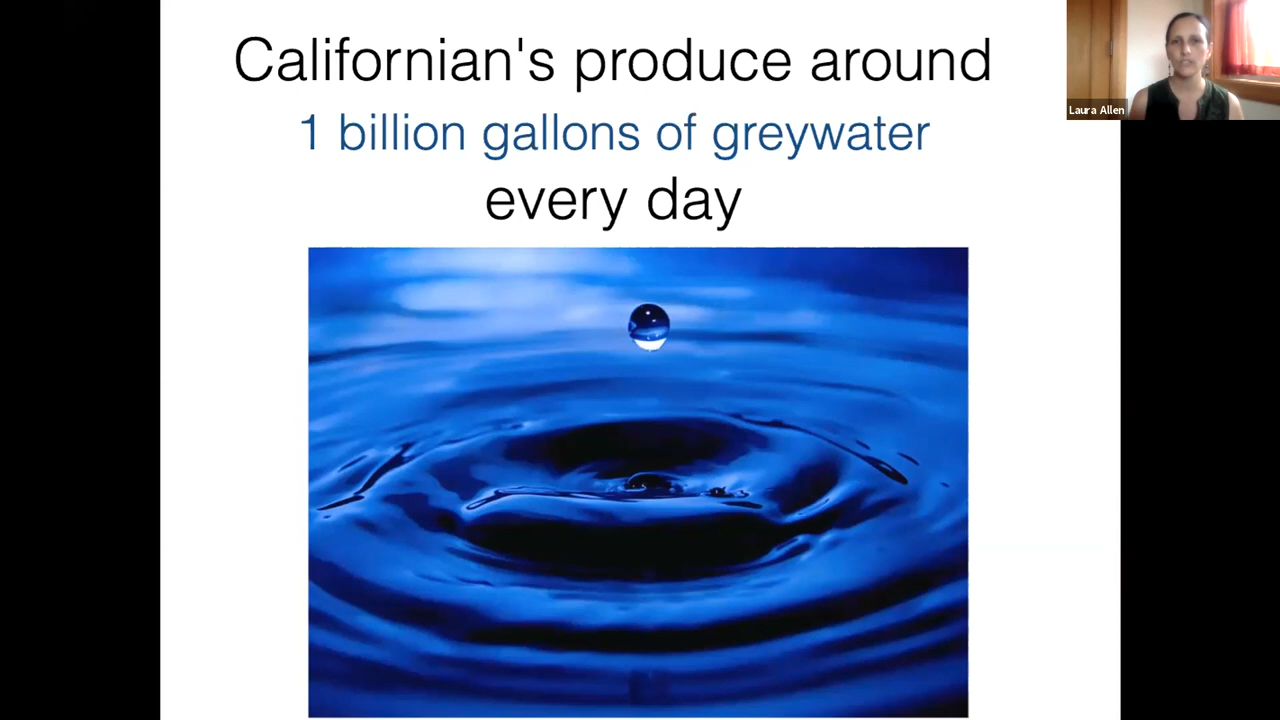 Californian's produce around
1 billion gallons of greywater
every day
Laura Allen